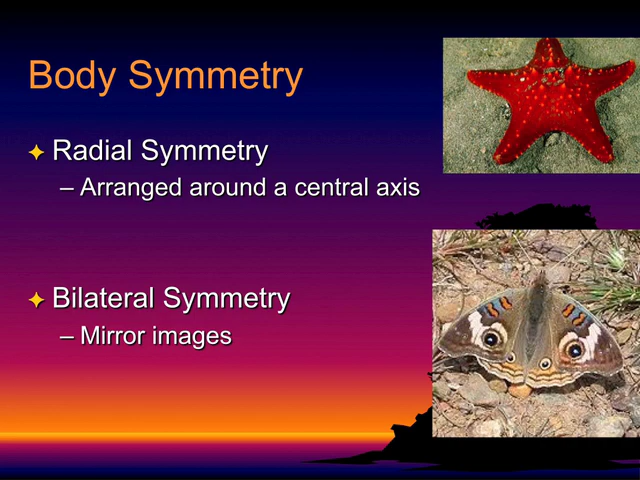 Body Symmetry
Radial Symmetry
– Arranged around a central axis
Bilateral Symmetry
– Mirror images